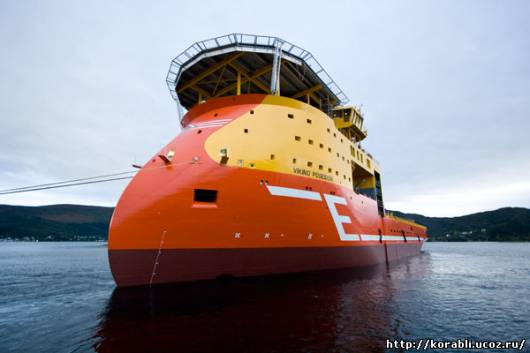 VIKING POSEIDON
E
http://korabli.ucoz.ru/